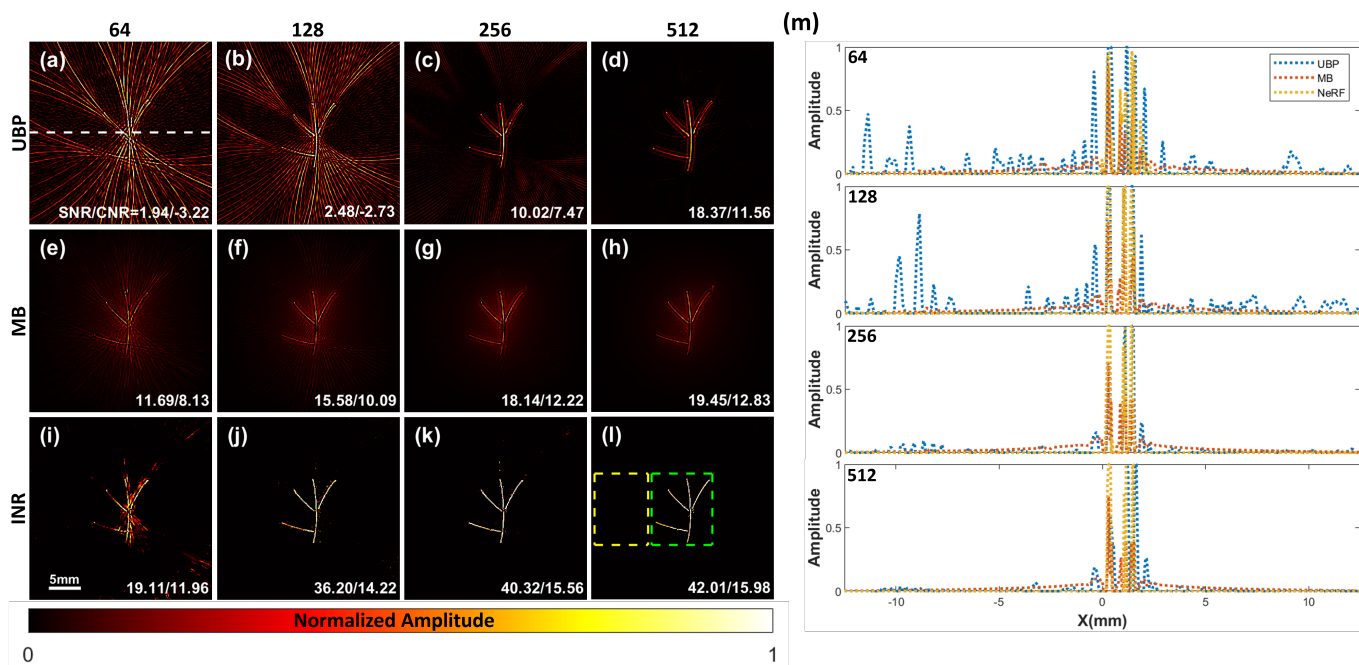 64 128 256 512
UBP
(a) (b) (c) (d)
SNR/CNR=1.94/-3.22 2.48/-2.73 10.02/7.47 18.37/11.56
MB
(e) (f) (g) (h)
11.69/8.13 15.58/10.09 18.14/12.22 19.45/12.83
INR
(i) (j) (k) (l)
5mm
19.11/11.96 36.20/14.22 40.32/15.56 42.01/15.98
Normalized Amplitude
0 1
(m)
64
UBP
MB
NeRF
Amplitude
1
0.5
0
128
Amplitude
1
0.5
0
256
Amplitude
1
0.5
0
512
Amplitude
1
0.5
0
-10 -5 0 5 10
X(mm)